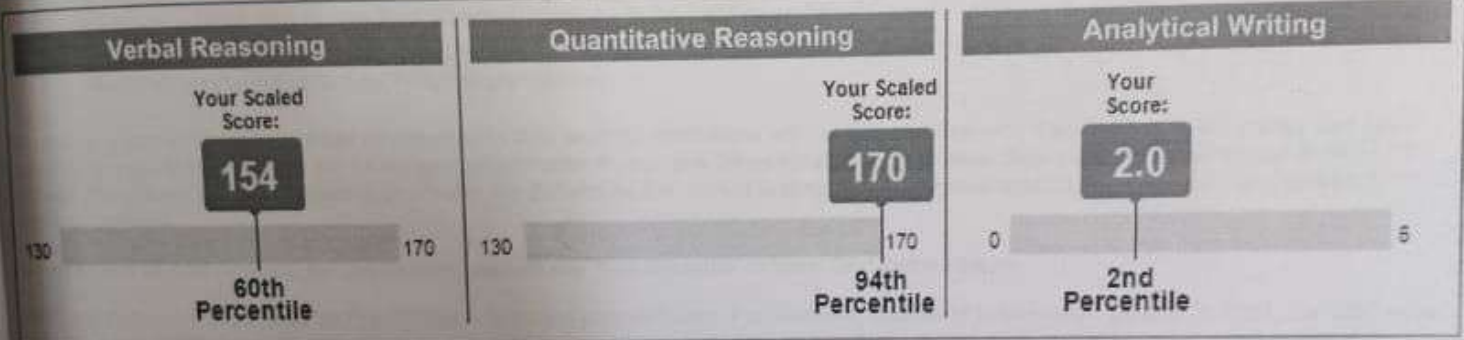 Verbal Reasoning
Your Scaled
Score:
154
130
170
60th
Percentile
Quantitative Reasoning
Your Scaled
Score:
170
130
170
94th
Percentile
Analytical Writing
Your
Score:
2.0
0
6
2nd
Percentile